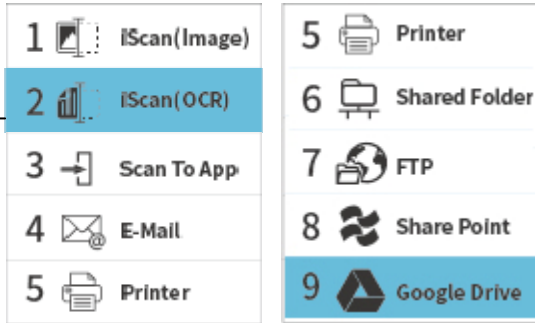 1 iScan(Image)
2 iScan(OCR)
3 Scan To App
4 E-Mail
5 Printer
5 Printer
6 Shared Folder
7 FTP
8 Share Point
9 Google Drive